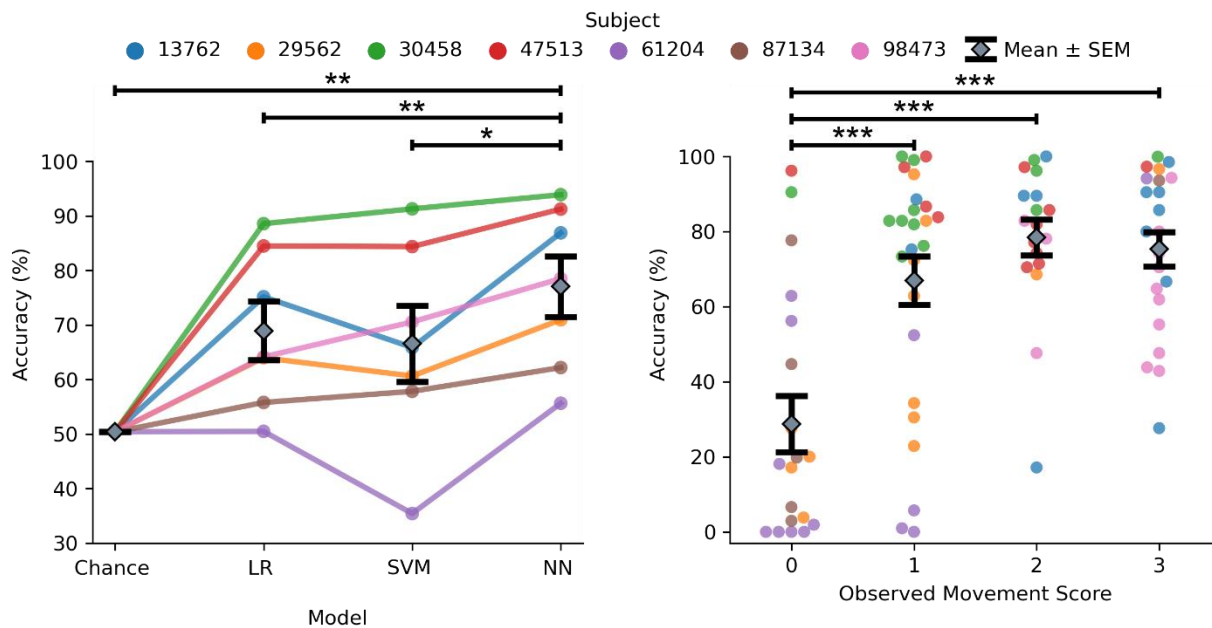 Subject
13762 29562 30458 47513 61204 87134 98473 Mean ± SEM
**
**
*
Accuracy (%)
100
90
80
70
60
50
40
30
Chance LR SVM NN
Model
***
***
***
Accuracy (%)
100
80
60
40
20
0
0 1 2 3
Observed Movement Score